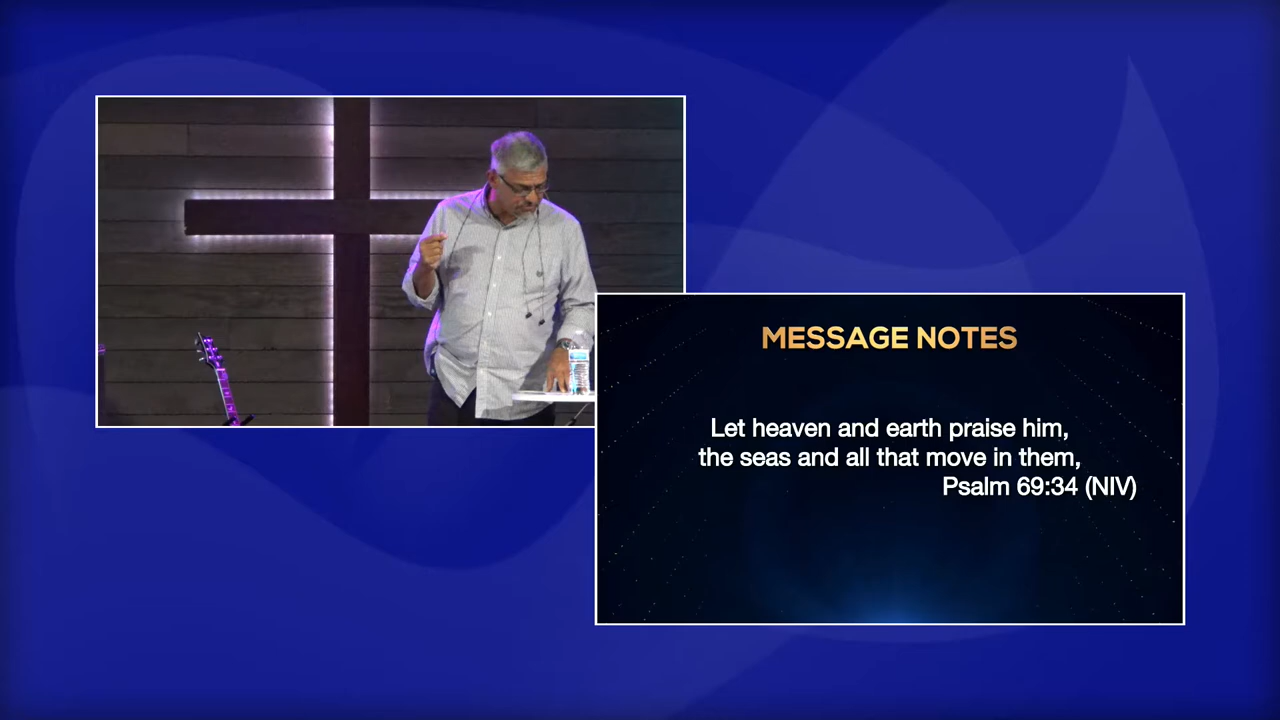 MESSAGE NOTES
Let heaven and earth praise him,
the seas and all that move in them,
Psalm 69:34 (NIV)